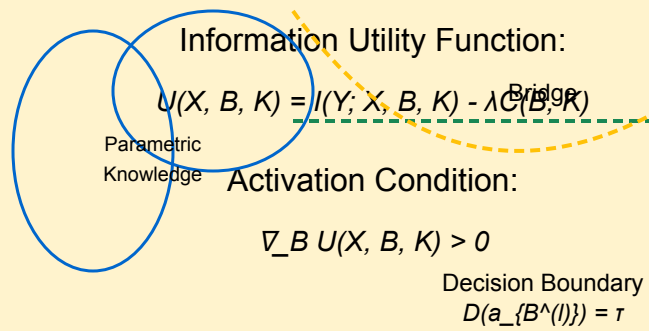 Information Utility Function:
U(X, B, K) = I(Y; X, B, K) - λC(B, K)
Bridge
Parametric
Knowledge
Activation Condition:
∇_B U(X, B, K) > 0
Decision Boundary
D(a_{B^(l)}) = τ